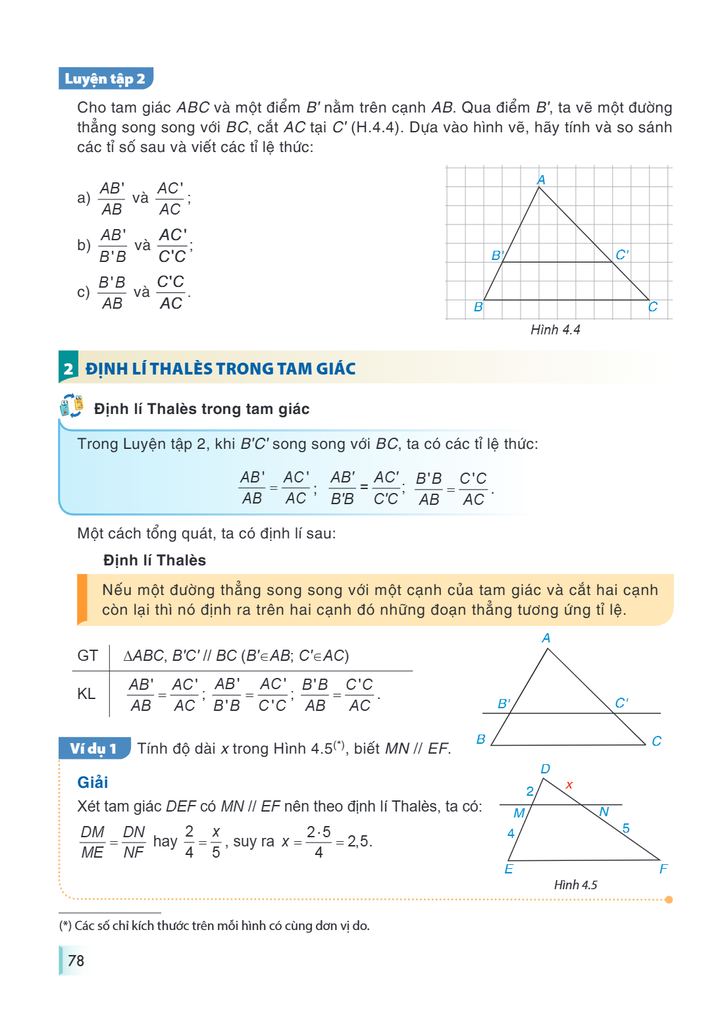 Luyện tập 2
Cho tam giác ABC và một điểm B' nằm trên cạnh AB. Qua điểm B', ta vẽ một đường
thẳng song song với BC, cắt AC tại C' (H.4.4). Dựa vào hình vẽ, hãy tính và so sánh
các tỉ số sau và viết các tỉ lệ thức:
a) AB'/AB và AC'/AC;
b) AB'/B'B và AC'/C'C;
c) B'B/AB và C'C/AC.
A
B' C'
B C
Hình 4.4
2 ĐỊNH LÍ THALÈS TRONG TAM GIÁC
Định lí Thalès trong tam giác
Trong Luyện tập 2, khi B'C' song song với BC, ta có các tỉ lệ thức:
AB'/AB = AC'/AC; AB'/B'B = AC'/C'C; B'B/AB = C'C/AC.
Một cách tổng quát, ta có định lí sau:
Định lí Thalès
Nếu một đường thẳng song song với một cạnh của tam giác và cắt hai cạnh
còn lại thì nó định ra trên hai cạnh đó những đoạn thẳng tương ứng tỉ lệ.
GT ΔABC, B'C' // BC (B'∈AB; C'∈AC)
KL AB'/AB = AC'/AC; AB'/B'B = AC'/C'C; B'B/AB = C'C/AC.
A
B' C'
B C
Ví dụ 1 Tính độ dài x trong Hình 4.5(*), biết MN // EF.
Giải
Xét tam giác DEF có MN // EF nên theo định lí Thalès, ta có:
DM/ME = DN/NF hay 2/4 = x/5, suy ra x = 2·5/4 = 2,5.
D
2 x
M N
4 5
E F
Hình 4.5
(*) Các số chỉ kích thước trên mỗi hình có cùng dơn vị do.
78